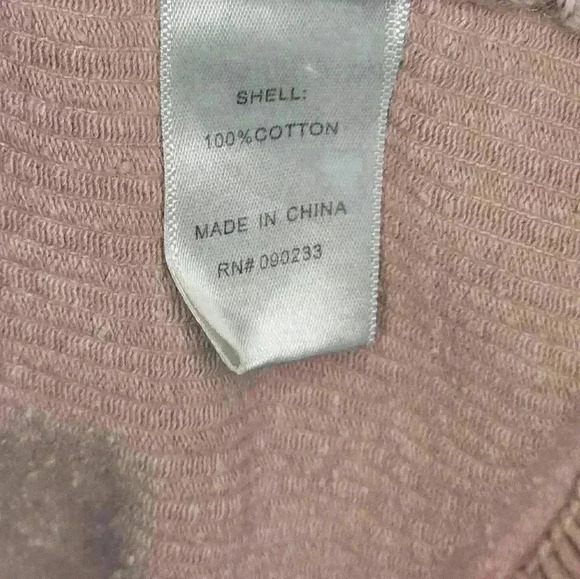 SHELL:
100%COTTON
MADE IN CHINA
RN# 090233